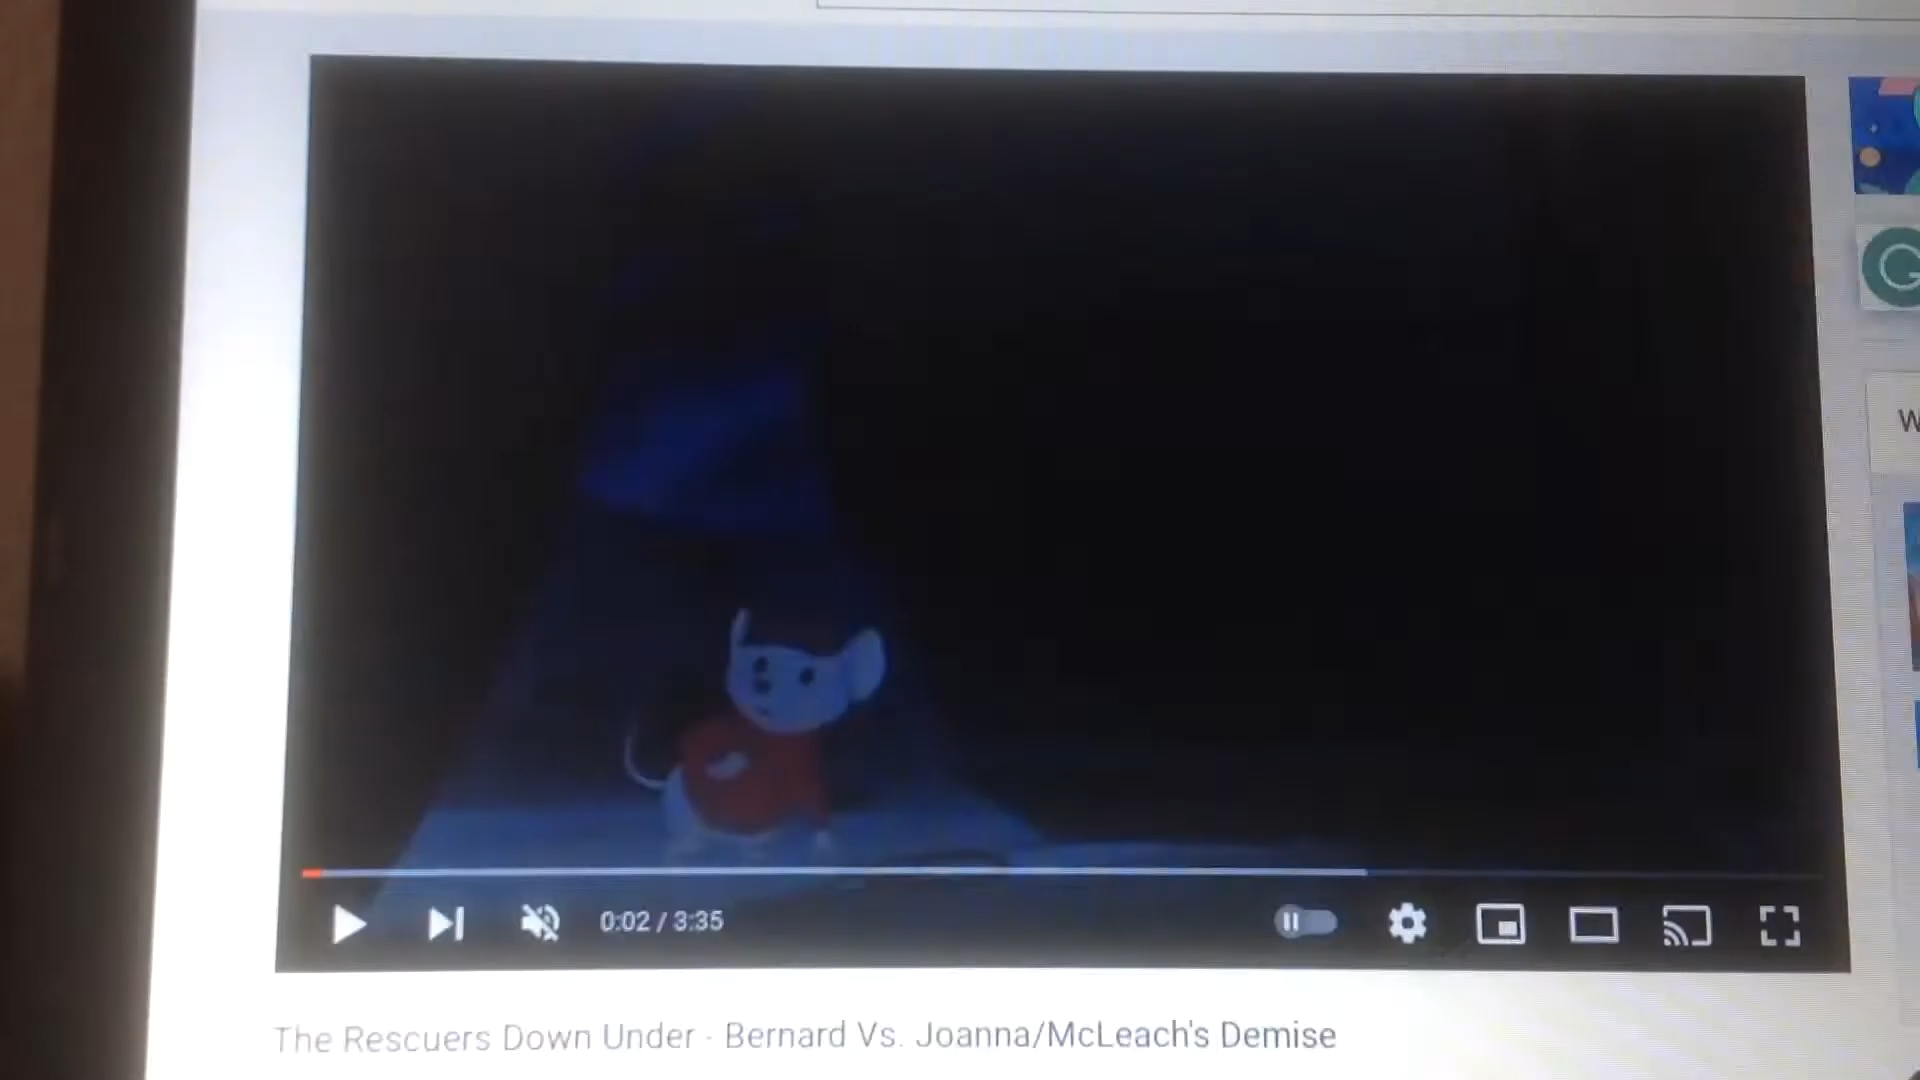 0:02 / 3:35
The Rescuers Down Under - Bernard Vs. Joanna/McLeach's Demise